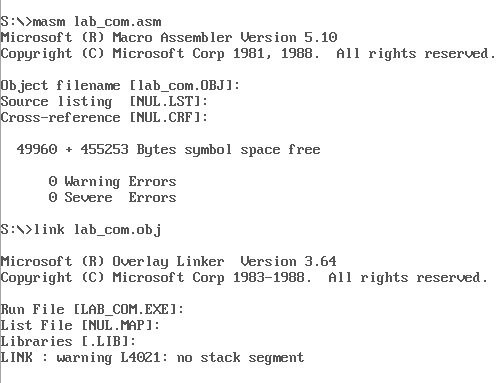 S:\>masm lab_com.asm
Microsoft (R) Macro Assembler Version 5.10
Copyright (C) Microsoft Corp 1981, 1988.  All rights reserved.
Object filename [lab_com.OBJ]:
Source listing  [NUL.LST]:
Cross-reference [NUL.CRF]:
  49960 + 455253 Bytes symbol space free
      0 Warning Errors
      0 Severe  Errors
S:\>link lab_com.obj
Microsoft (R) Overlay Linker  Version 3.64
Copyright (C) Microsoft Corp 1983-1988.  All rights reserved.
Run File [LAB_COM.EXE]:
List File [NUL.MAP]:
Libraries [.LIB]:
LINK : warning L4021: no stack segment